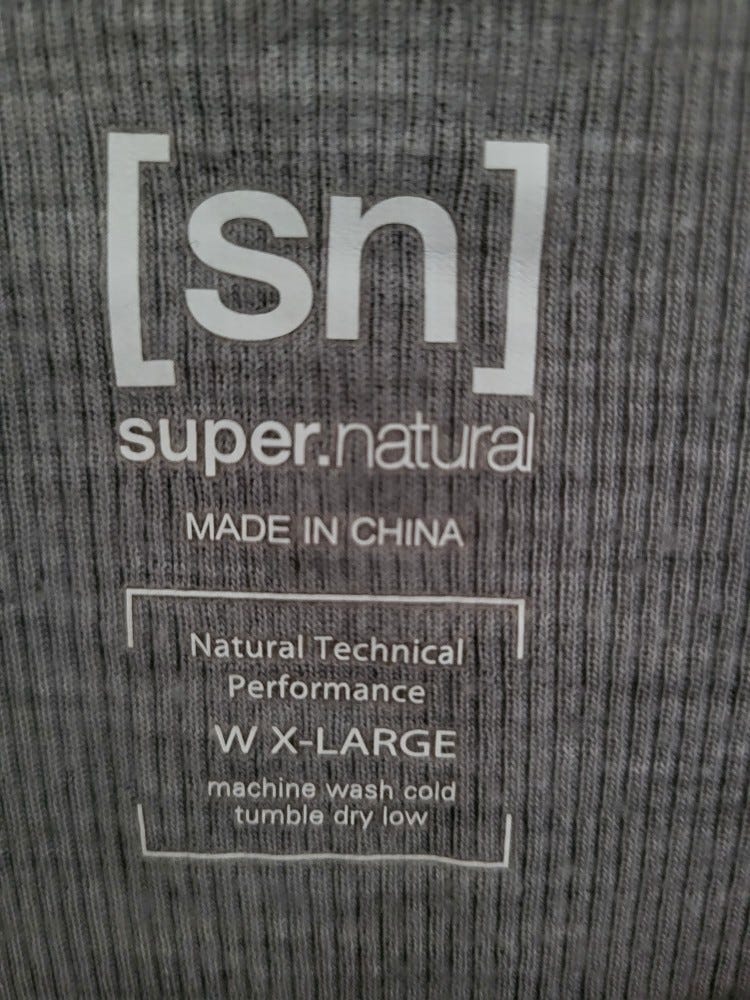 [sn]
super.natural
MADE IN CHINA
Natural Technical
Performance
W X-LARGE
machine wash cold
tumble dry low